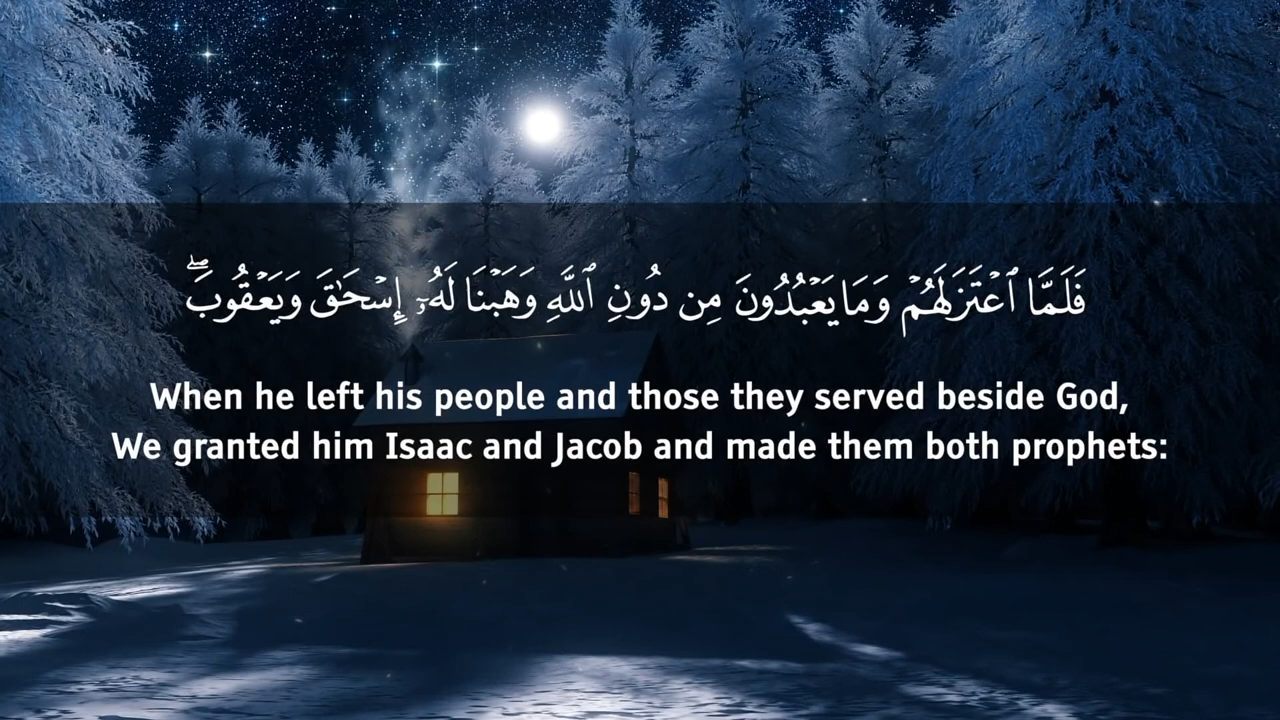 فَلَمَّا ٱعْتَزَلَهُمْ وَمَا يَعْبُدُونَ مِن دُونِ ٱللَّهِ وَهَبْنَا لَهُۥٓ إِسْحَـٰقَ وَيَعْقُوبَ ۖ
When he left his people and those they served beside God,
We granted him Isaac and Jacob and made them both prophets: